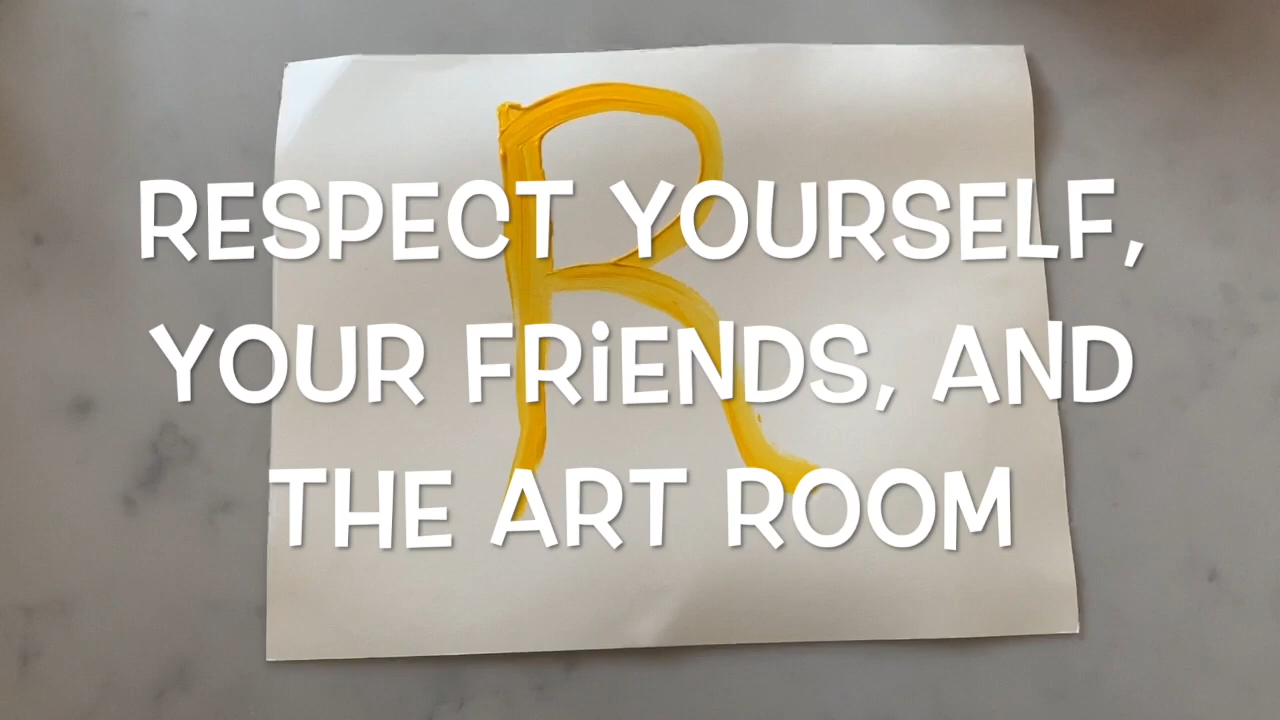 R
RESPECT YOURSELF,
YOUR FRiENDS, AND
THE ART ROOM